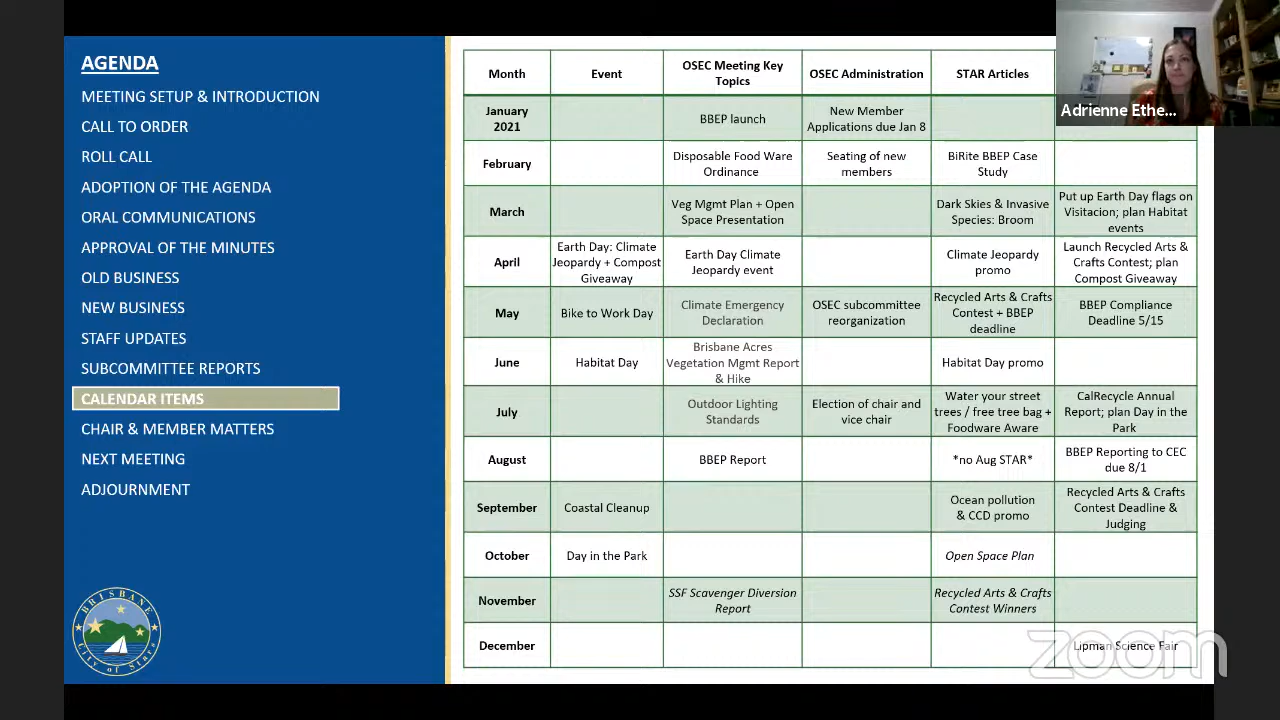 AGENDA
MEETING SETUP & INTRODUCTION
CALL TO ORDER
ROLL CALL
ADOPTION OF THE AGENDA
ORAL COMMUNICATIONS
APPROVAL OF THE MINUTES
OLD BUSINESS
NEW BUSINESS
STAFF UPDATES
SUBCOMMITTEE REPORTS
CALENDAR ITEMS
CHAIR & MEMBER MATTERS
NEXT MEETING
ADJOURNMENT
BRISBANE
City of Stars
Month
Event
OSEC Meeting Key
Topics
OSEC Administration
STAR Articles
Adrienne Ethe...
January
2021
BBEP launch
New Member
Applications due Jan 8
February
Disposable Food Ware
Ordinance
Seating of new
members
BiRite BBEP Case
Study
March
Veg Mgmt Plan + Open
Space Presentation
Dark Skies & Invasive
Species: Broom
Put up Earth Day flags on
Visitacion; plan Habitat
events
April
Earth Day: Climate
Jeopardy + Compost
Giveaway
Earth Day Climate
Jeopardy event
Climate Jeopardy
promo
Launch Recycled Arts &
Crafts Contest; plan
Compost Giveaway
May
Bike to Work Day
Climate Emergency
Declaration
OSEC subcommittee
reorganization
Recycled Arts & Crafts
Contest + BBEP
deadline
BBEP Compliance
Deadline 5/15
June
Habitat Day
Brisbane Acres
Vegetation Mgmt Report
& Hike
Habitat Day promo
July
Outdoor Lighting
Standards
Election of chair and
vice chair
Water your street
trees / free tree bag +
Foodware Aware
CalRecycle Annual
Report; plan Day in the
Park
August
BBEP Report
*no Aug STAR*
BBEP Reporting to CEC
due 8/1
September
Coastal Cleanup
Ocean pollution
& CCD promo
Recycled Arts & Crafts
Contest Deadline &
Judging
October
Day in the Park
Open Space Plan
November
SSF Scavenger Diversion
Report
Recycled Arts & Crafts
Contest Winners
December
Lipman Science Fair
zoom